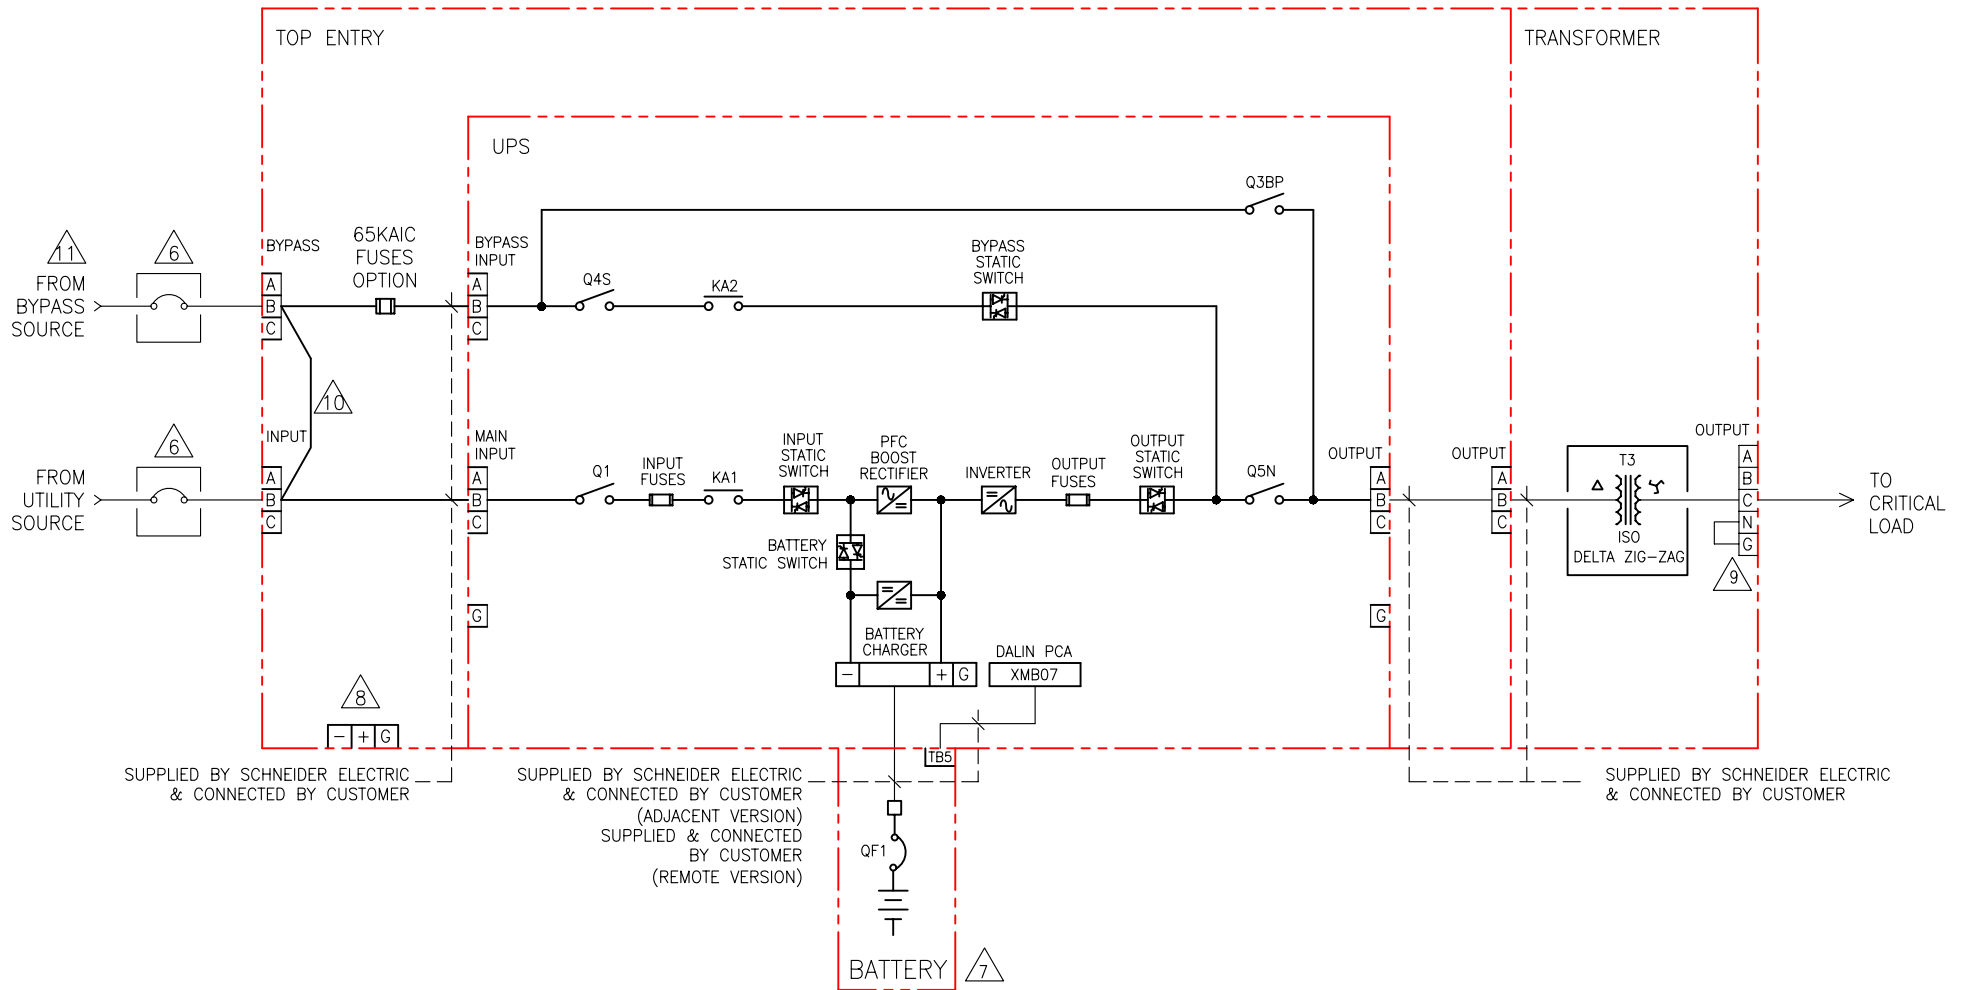 TOP ENTRY
TRANSFORMER
UPS
Q3BP
11
6
BYPASS
65KAIC
FUSES
OPTION
BYPASS
INPUT
FROM
BYPASS
SOURCE
A
B
C
A
B
C
Q4S
KA2
BYPASS
STATIC
SWITCH
10
6
INPUT
FROM
UTILITY
SOURCE
A
B
C
MAIN
INPUT
A
B
C
Q1
INPUT
FUSES
KA1
INPUT
STATIC
SWITCH
PFC
BOOST
RECTIFIER
INVERTER
OUTPUT
FUSES
OUTPUT
STATIC
SWITCH
Q5N
OUTPUT
A
B
C
OUTPUT
A
B
C
T3
ISO
DELTA ZIG-ZAG
OUTPUT
A
B
C
N
G
9
TO
CRITICAL
LOAD
BATTERY
STATIC SWITCH
G
G
BATTERY
CHARGER
- + G
DALIN PCA
XMB07
8
- + G
TB5
SUPPLIED BY SCHNEIDER ELECTRIC
& CONNECTED BY CUSTOMER
SUPPLIED BY SCHNEIDER ELECTRIC
& CONNECTED BY CUSTOMER
(ADJACENT VERSION)
SUPPLIED & CONNECTED
BY CUSTOMER
(REMOTE VERSION)
SUPPLIED BY SCHNEIDER ELECTRIC
& CONNECTED BY CUSTOMER
QF1
BATTERY
7